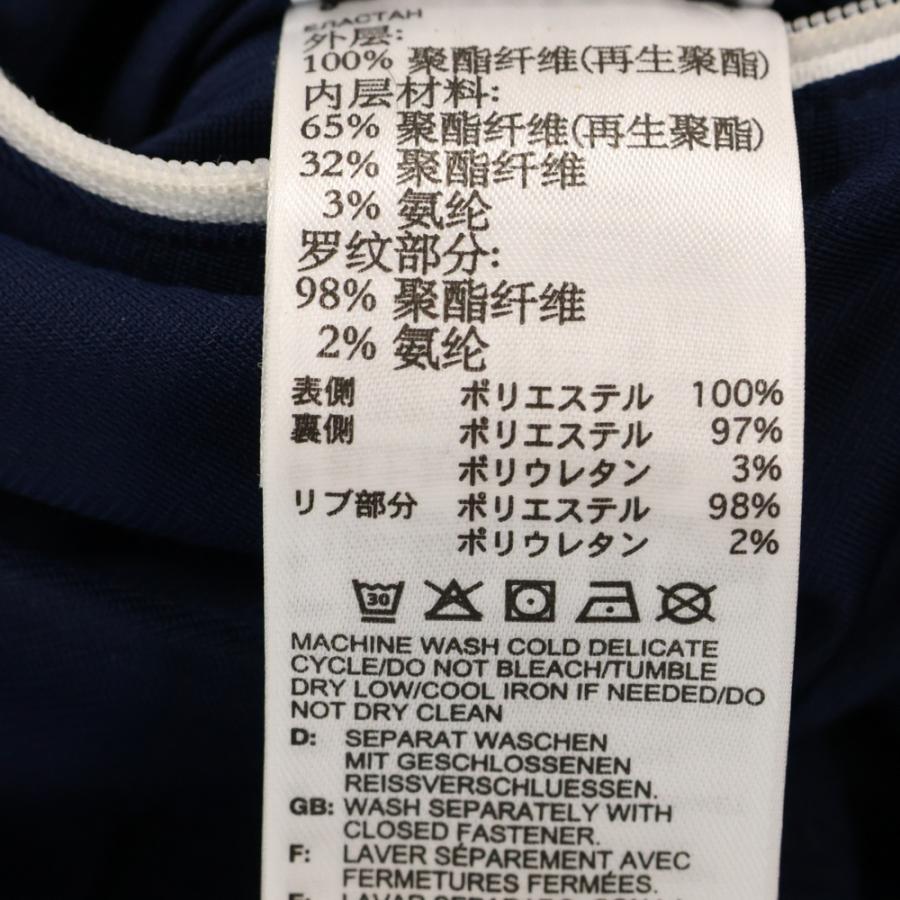 ЕЛАСТАН
外层:
100% 聚酯纤维(再生聚酯)
内层材料:
65% 聚酯纤维(再生聚酯)
32% 聚酯纤维
3% 氨纶
罗纹部分:
98% 聚酯纤维
2% 氨纶
表側 ポリエステル 100%
裏側 ポリエステル 97%
ポリウレタン 3%
リブ部分 ポリエステル 98%
ポリウレタン 2%
30
MACHINE WASH COLD DELICATE
CYCLE/DO NOT BLEACH/TUMBLE
DRY LOW/COOL IRON IF NEEDED/DO
NOT DRY CLEAN
D: SEPARAT WASCHEN
MIT GESCHLOSSENEN
REISSVERSCHLUESSEN.
GB: WASH SEPARATELY WITH
CLOSED FASTENER.
F: LAVER SÉPAREMENT AVEC
FERMETURES FERMÉES.